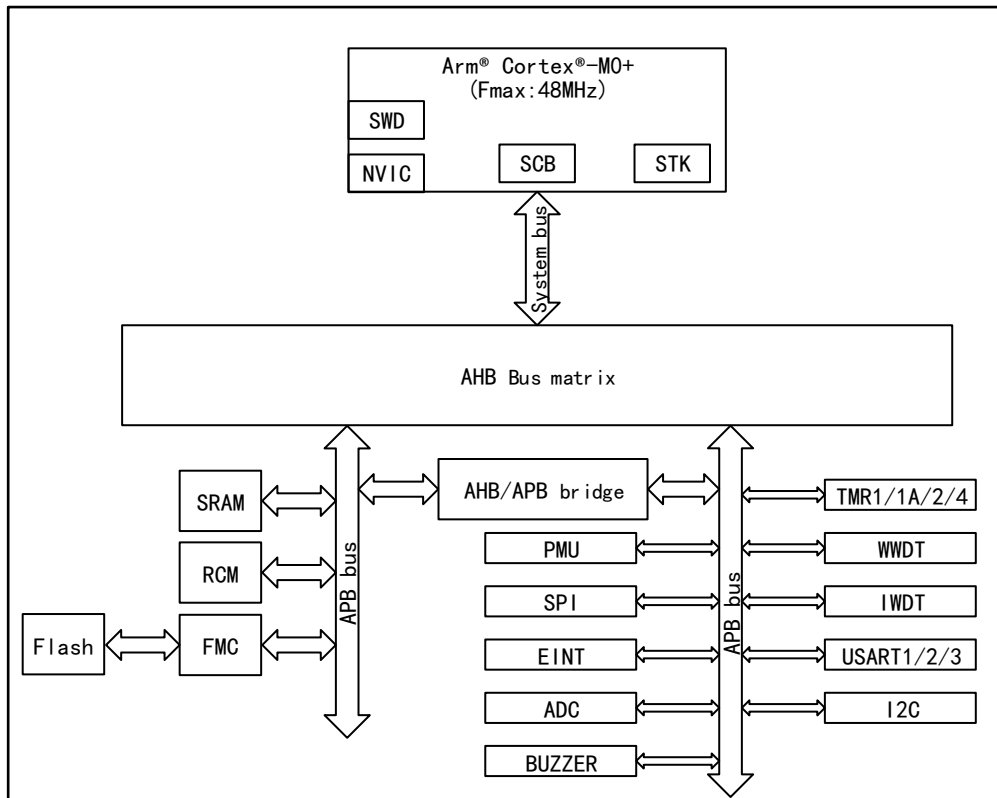 Arm® Cortex®-M0+
(Fmax:48MHz)
SWD
NVIC
SCB
STK
System bus
AHB Bus matrix
SRAM
RCM
Flash
FMC
APB bus
AHB/APB bridge
PMU
SPI
EINT
ADC
BUZZER
APB bus
TMR1/1A/2/4
WWDT
IWDT
USART1/2/3
I2C